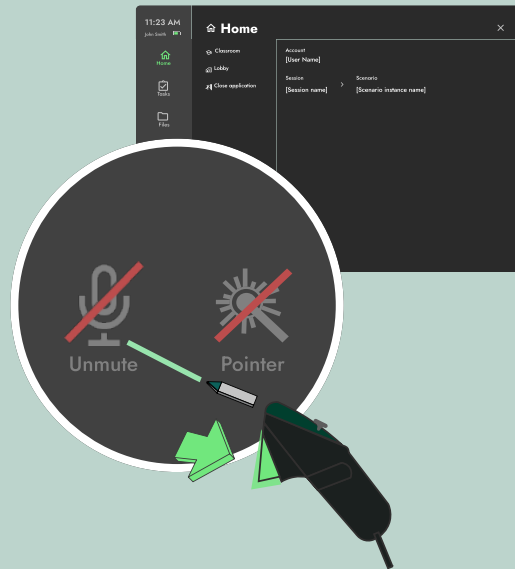 11:23 AM
John Smith
Home
Tasks
Files
Home
Classroom
Lobby
Close application
Account
[User Name]
Session
Scenario
[Session name]
[Scenario instance name]
Unmute
Pointer